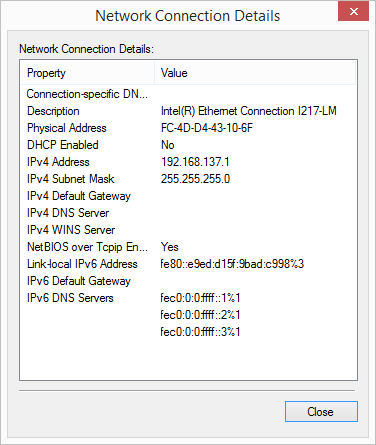 Network Connection Details
Network Connection Details:
Property Value
Connection-specific DN...
Description Intel(R) Ethernet Connection I217-LM
Physical Address FC-4D-D4-43-10-6F
DHCP Enabled No
IPv4 Address 192.168.137.1
IPv4 Subnet Mask 255.255.255.0
IPv4 Default Gateway
IPv4 DNS Server
IPv4 WINS Server
NetBIOS over Tcpip En... Yes
Link-local IPv6 Address fe80::e9ed:d15f:9bad:c998%3
IPv6 Default Gateway
IPv6 DNS Servers fec0:0:0:ffff::1%1
fec0:0:0:ffff::2%1
fec0:0:0:ffff::3%1
Close